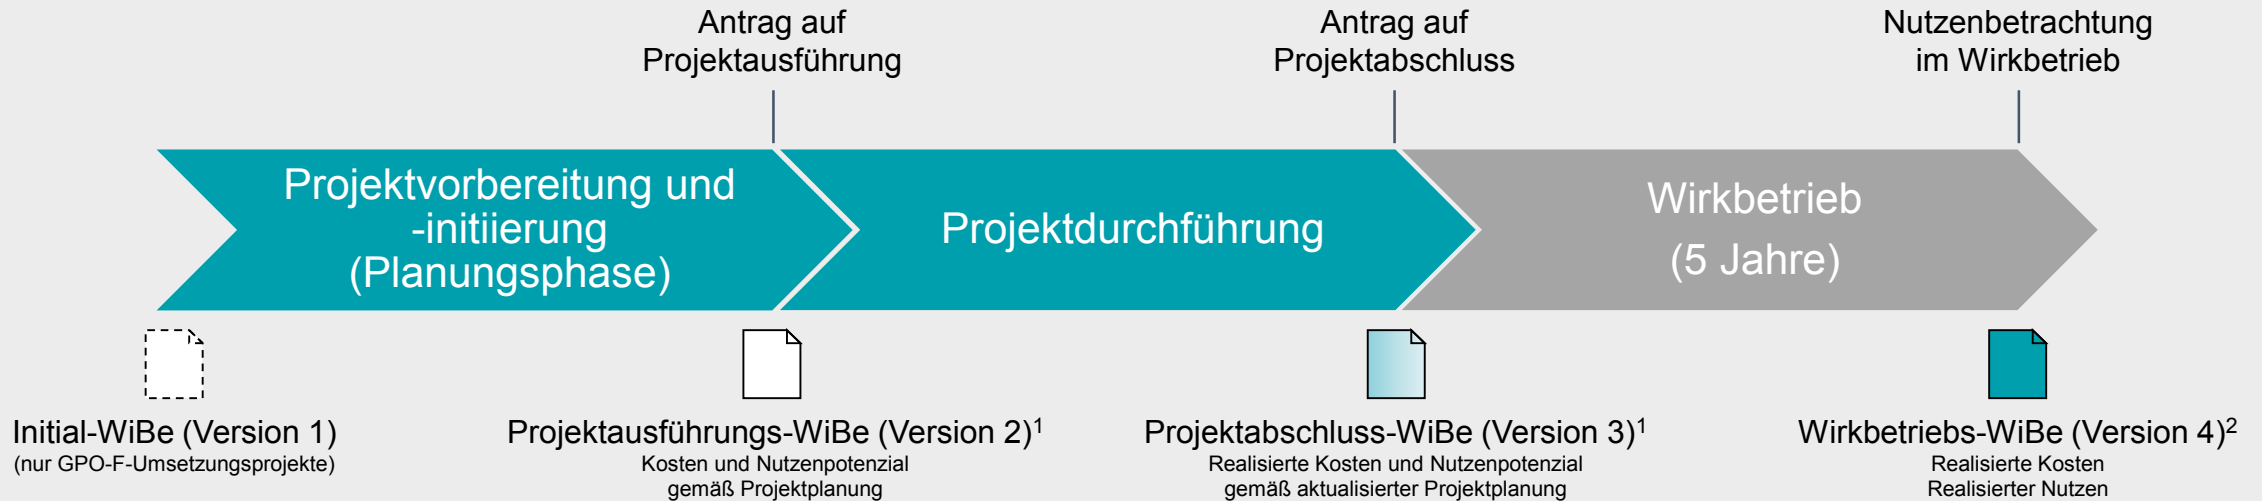 Antrag auf
Projektausführung
Antrag auf
Projektabschluss
Nutzenbetrachtung
im Wirkbetrieb
Projektvorbereitung und
-initiierung
(Planungsphase)
Projektdurchführung
Wirkbetrieb
(5 Jahre)
Initial-WiBe (Version 1)
(nur GPO-F-Umsetzungsprojekte)
Projektausführungs-WiBe (Version 2)¹
Kosten und Nutzenpotenzial
gemäß Projektplanung
Projektabschluss-WiBe (Version 3)¹
Realisierte Kosten und Nutzenpotenzial
gemäß aktualisierter Projektplanung
Wirkbetriebs-WiBe (Version 4)²
Realisierte Kosten
Realisierter Nutzen